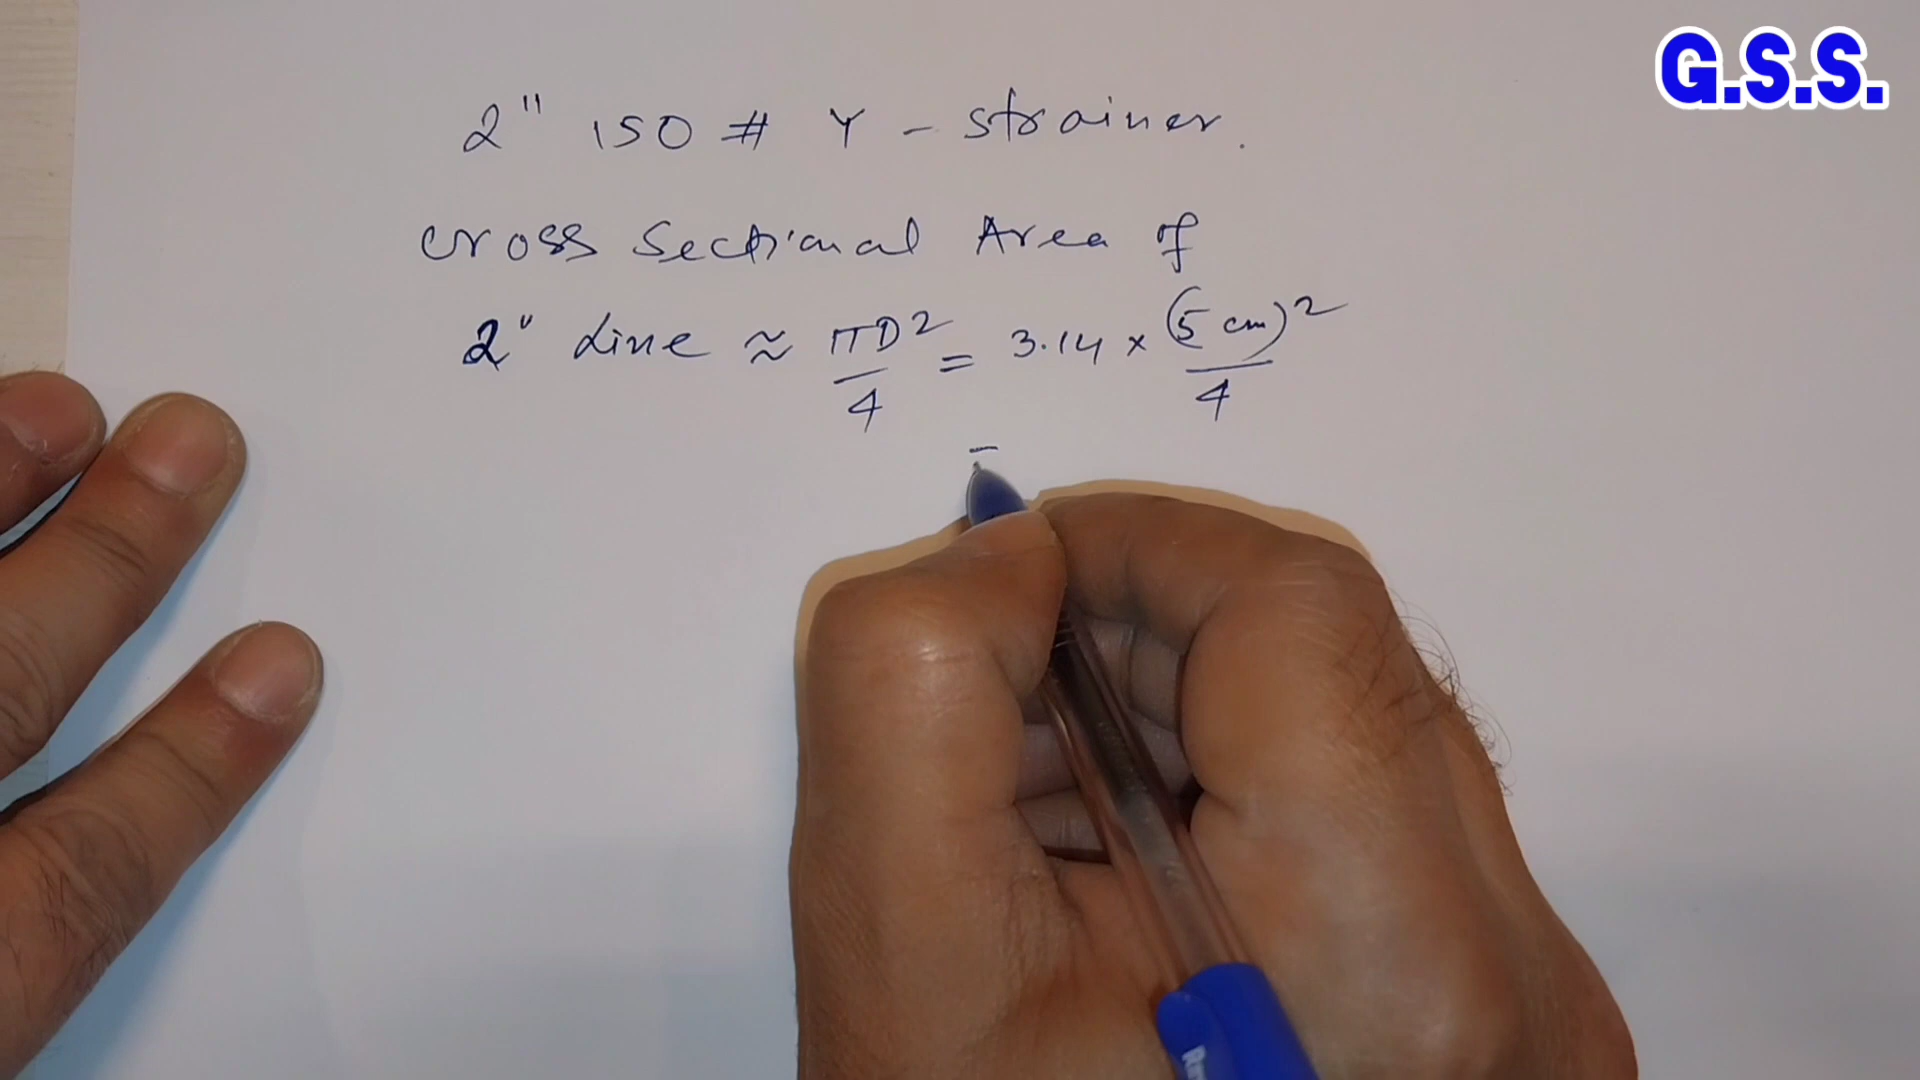 G.S.S.
2" 150 # Y - strainer.
cross sectional Area of
2" Line ≈ πD²/4 = 3.14 × (5 cm)²/4